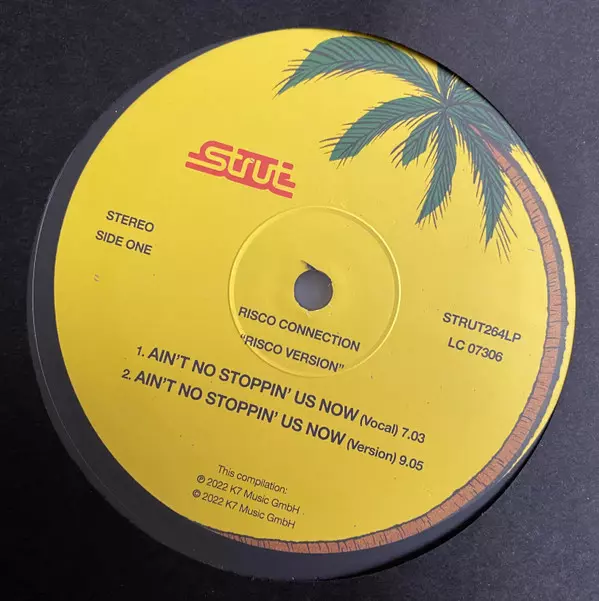 Strut
STEREO
SIDE ONE
STRUT264LP
LC 07306
RISCO CONNECTION
"RISCO VERSION"
1. AIN'T NO STOPPIN' US NOW (Vocal) 7.03
2. AIN'T NO STOPPIN' US NOW (Version) 9.05
This compilation:
℗ 2022 K7 Music GmbH
© 2022 K7 Music GmbH